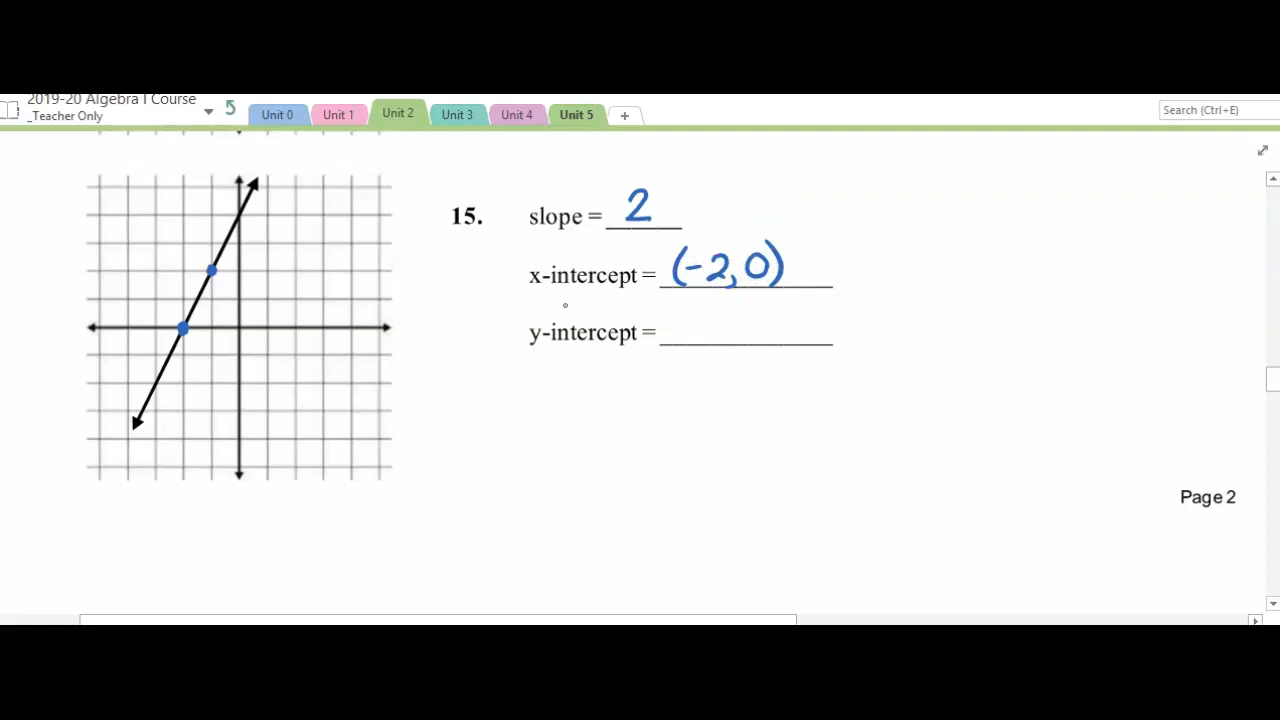 2019-20 Algebra I Course
_Teacher Only
Unit 0 Unit 1 Unit 2 Unit 3 Unit 4 Unit 5 +
Search (Ctrl+E)
15. slope = 2
x-intercept = (-2,0)
y-intercept =
Page 2